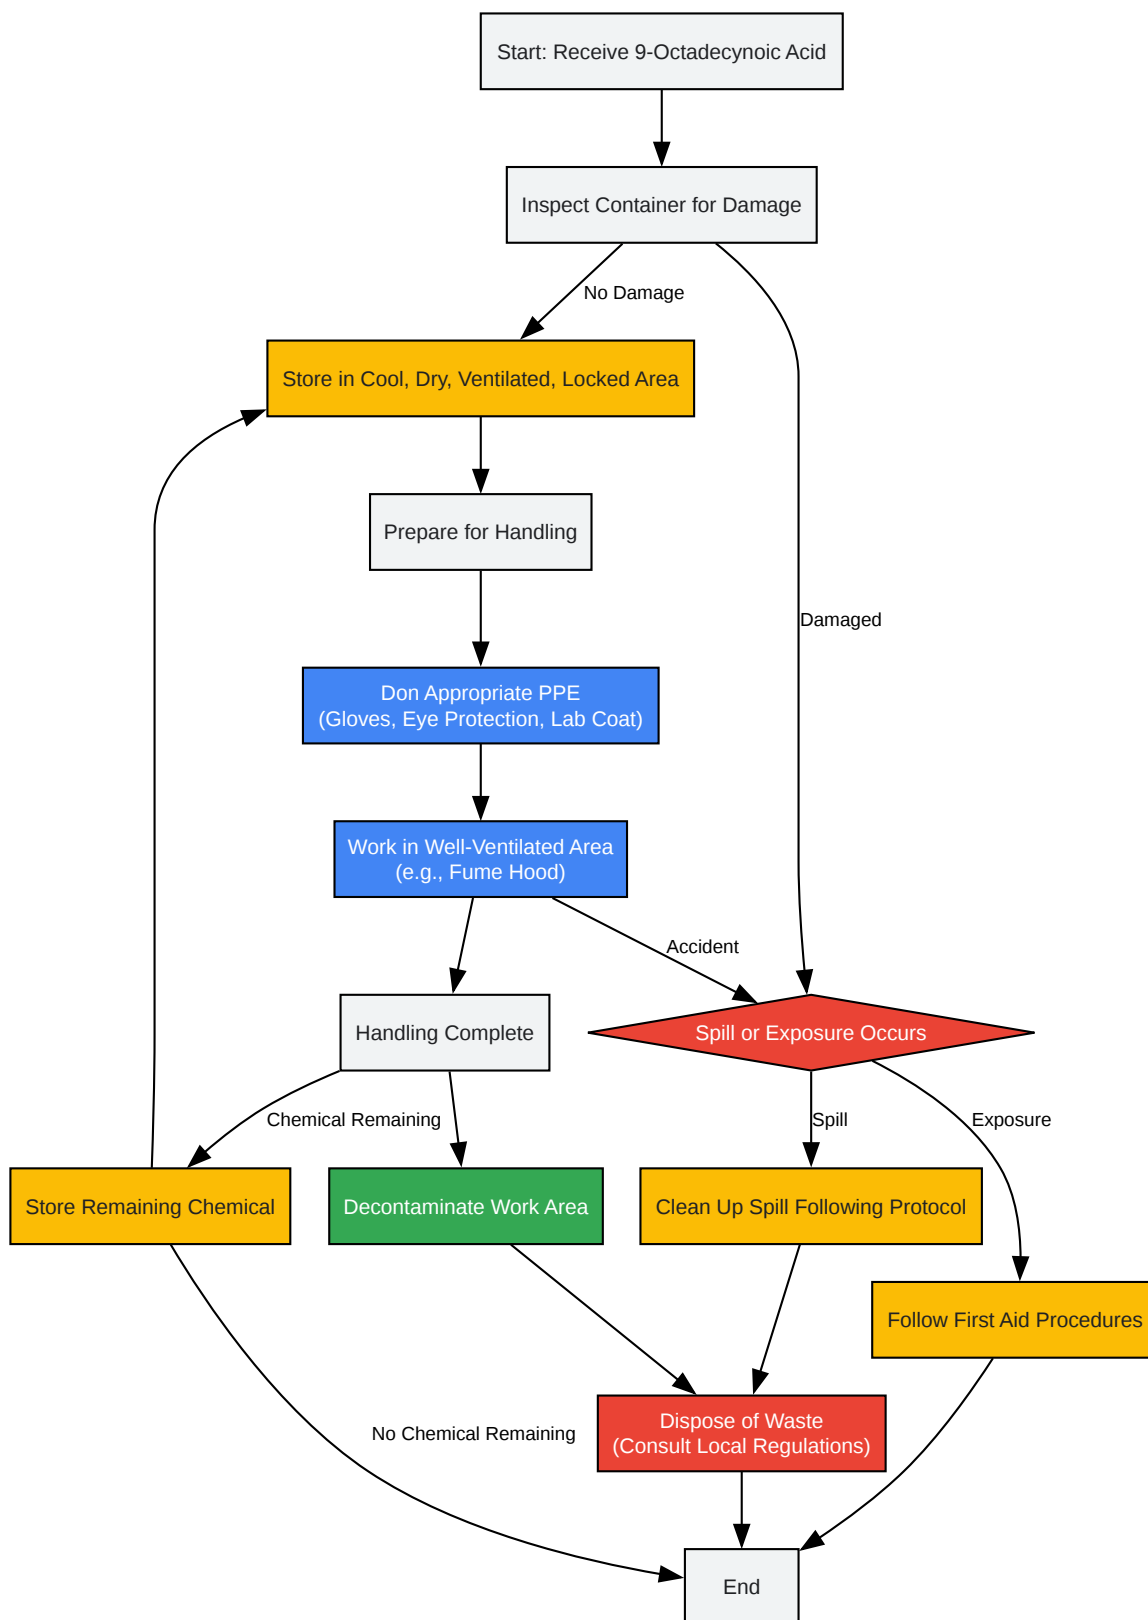 Start: Receive 9-Octadecynoic Acid
Inspect Container for Damage
No Damage
Store in Cool, Dry, Ventilated, Locked Area
Prepare for Handling
Damaged
Don Appropriate PPE
(Gloves, Eye Protection, Lab Coat)
Work in Well-Ventilated Area
(e.g., Fume Hood)
Accident
Handling Complete
Spill or Exposure Occurs
Chemical Remaining
Spill
Exposure
Store Remaining Chemical
Decontaminate Work Area
Clean Up Spill Following Protocol
Follow First Aid Procedures
No Chemical Remaining
Dispose of Waste
(Consult Local Regulations)
End